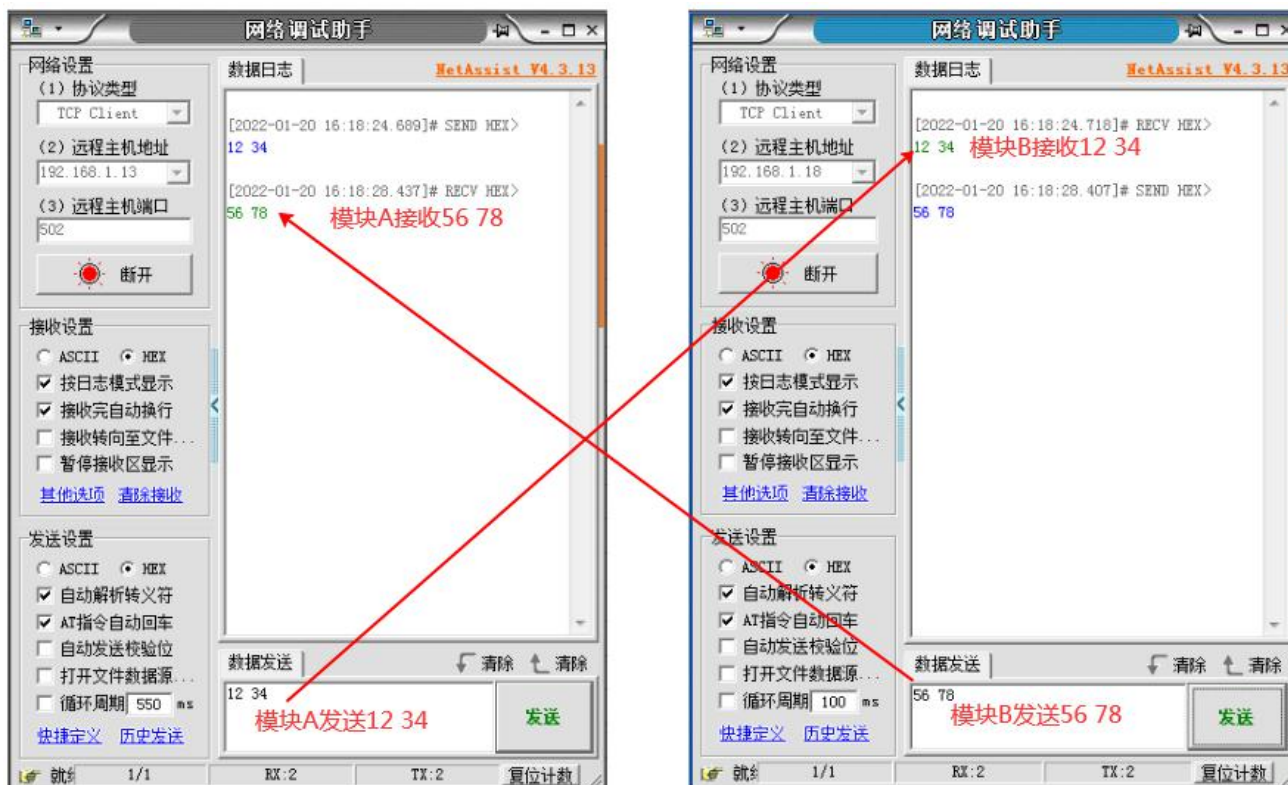 网络调试助手
网络设置
(1) 协议类型
TCP Client
(2) 远程主机地址
192.168.1.13
(3) 远程主机端口
502
断开
接收设置
ASCII HEX
按日志模式显示
接收完自动换行
接收转向至文件...
暂停接收区显示
其他选项 清除接收
发送设置
ASCII HEX
自动解析转义符
AT指令自动回车
自动发送校验位
打开文件数据源...
循环周期 550 ms
快捷定义 历史发送
数据日志 NetAssist V4.3.13
[2022-01-20 16:18:24.689]# SEND HEX>
12 34
[2022-01-20 16:18:28.437]# RECV HEX>
56 78
模块A接收56 78
数据发送 清除 清除
12 34
模块A发送12 34
发送
1/1 RX:2 TX:2 复位计数
网络调试助手
网络设置
(1) 协议类型
TCP Client
(2) 远程主机地址
192.168.1.18
(3) 远程主机端口
502
断开
接收设置
ASCII HEX
按日志模式显示
接收完自动换行
接收转向至文件...
暂停接收区显示
其他选项 清除接收
发送设置
ASCII HEX
自动解析转义符
AT指令自动回车
自动发送校验位
打开文件数据源...
循环周期 100 ms
快捷定义 历史发送
数据日志 NetAssist V4.3.13
[2022-01-20 16:18:24.718]# RECV HEX>
12 34 模块B接收12 34
[2022-01-20 16:18:28.407]# SEND HEX>
56 78
数据发送 清除 清除
56 78
模块B发送56 78
发送
1/1 RX:2 TX:2 复位计数